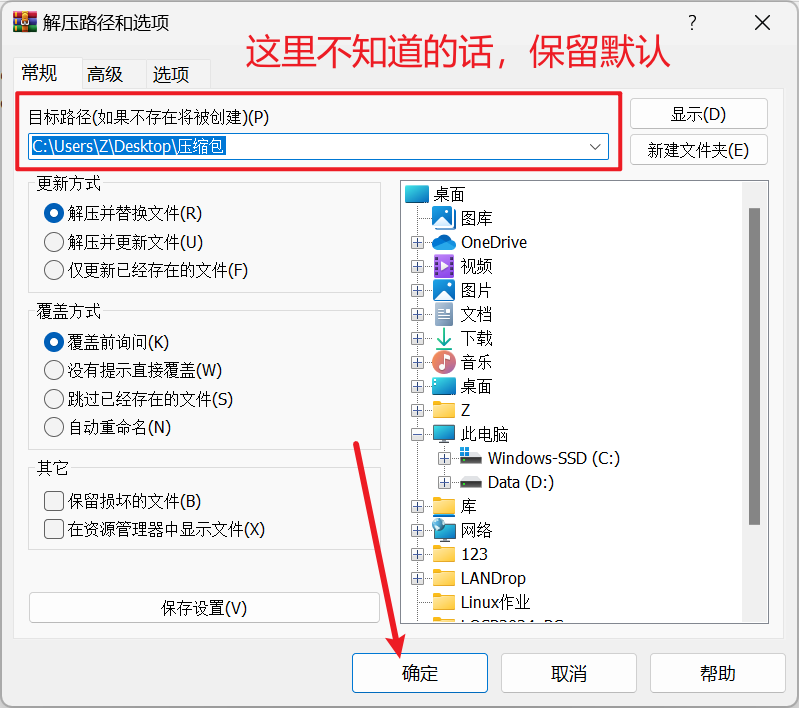 解压路径和选项
?
这里不知道的话，保留默认
常规 高级 选项
目标路径(如果不存在将被创建)(P)
C:\Users\Z\Desktop\压缩包
显示(D)
新建文件夹(E)
更新方式
解压并替换文件(R)
解压并更新文件(U)
仅更新已经存在的文件(F)
覆盖方式
覆盖前询问(K)
没有提示直接覆盖(W)
跳过已经存在的文件(S)
自动重命名(N)
其它
保留损坏的文件(B)
在资源管理器中显示文件(X)
保存设置(V)
桌面
图库
OneDrive
视频
图片
文档
下载
音乐
桌面
Z
此电脑
Windows-SSD (C:)
Data (D:)
库
网络
123
LANDrop
Linux作业
确定
取消
帮助